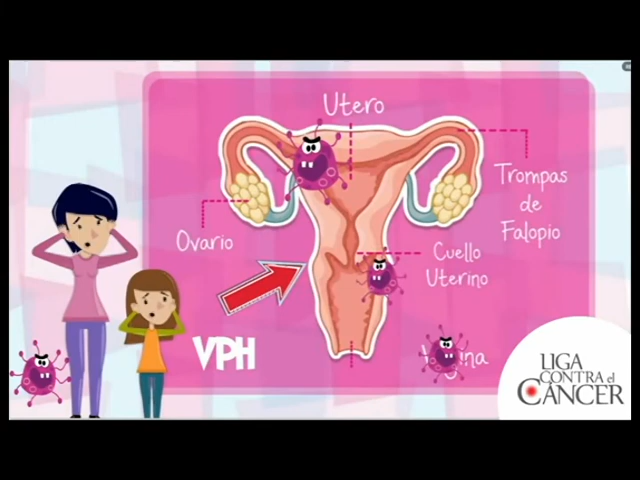 Utero
Trompas
de
Falopio
Ovario
Cuello
Uterino
VPH
LIGA
CONTRA el
CÁNCER